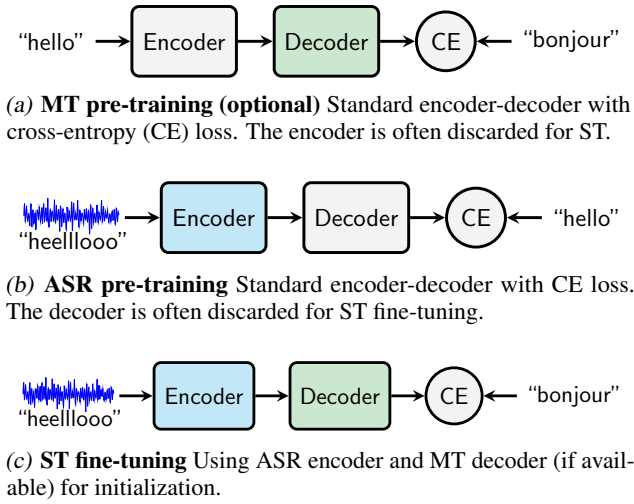 “hello” Encoder Decoder CE “bonjour”
(a) MT pre-training (optional) Standard encoder-decoder with
cross-entropy (CE) loss. The encoder is often discarded for ST.
Encoder Decoder CE “hello”
“heelllooo”
(b) ASR pre-training Standard encoder-decoder with CE loss.
The decoder is often discarded for ST fine-tuning.
Encoder Decoder CE “bonjour”
“heelllooo”
(c) ST fine-tuning Using ASR encoder and MT decoder (if avail-
able) for initialization.